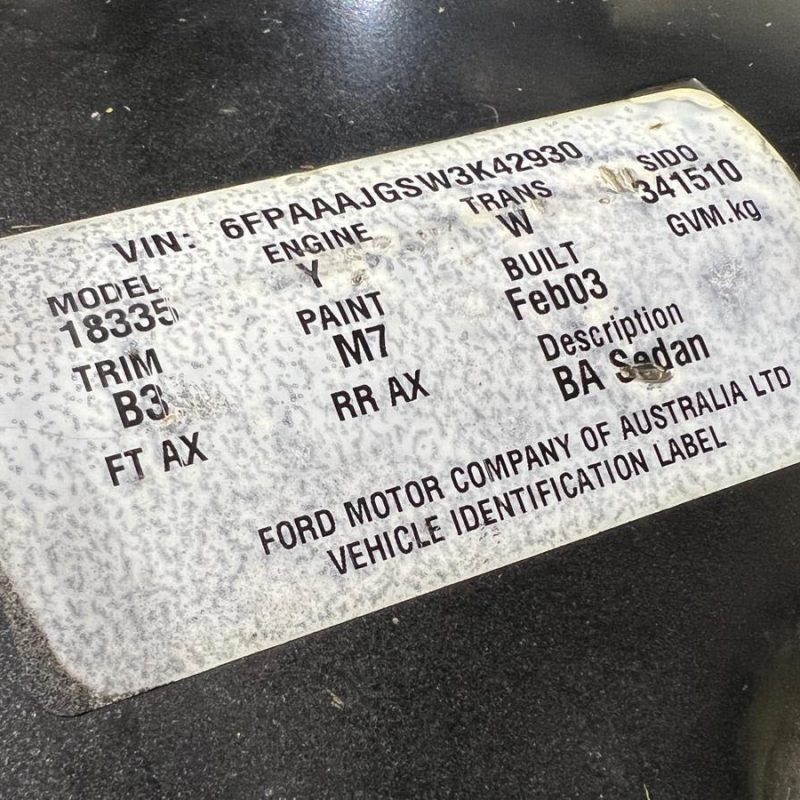 VIN: 6FPAAAJGSW3K42930
MODEL ENGINE TRANS SIDO
18335 Y W 341510
TRIM PAINT BUILT GVM.kg
B3 M7 Feb03
FT AX RR AX Description
BA Sedan
FORD MOTOR COMPANY OF AUSTRALIA LTD
VEHICLE IDENTIFICATION LABEL